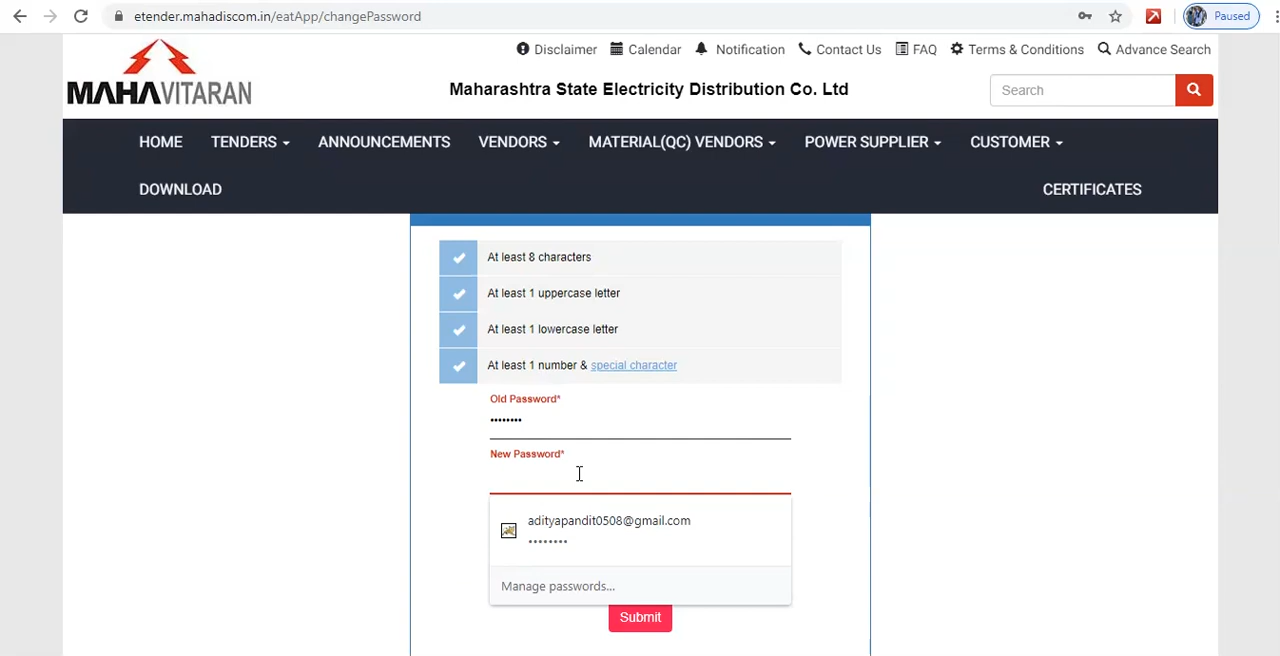 etender.mahadiscom.in/eatApp/changePassword
Paused
Disclaimer Calendar Notification Contact Us FAQ Terms & Conditions Advance Search
MAHAVITARAN
Maharashtra State Electricity Distribution Co. Ltd
Search
HOME TENDERS ANNOUNCEMENTS VENDORS MATERIAL(QC) VENDORS POWER SUPPLIER CUSTOMER
DOWNLOAD CERTIFICATES
At least 8 characters
At least 1 uppercase letter
At least 1 lowercase letter
At least 1 number & special character
Old Password*
••••••••
New Password*
adityapandit0508@gmail.com
••••••••
Manage passwords...
Submit